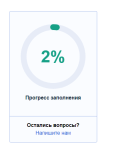 2%
Прогресс заполнения
Остались вопросы?
Напишите нам